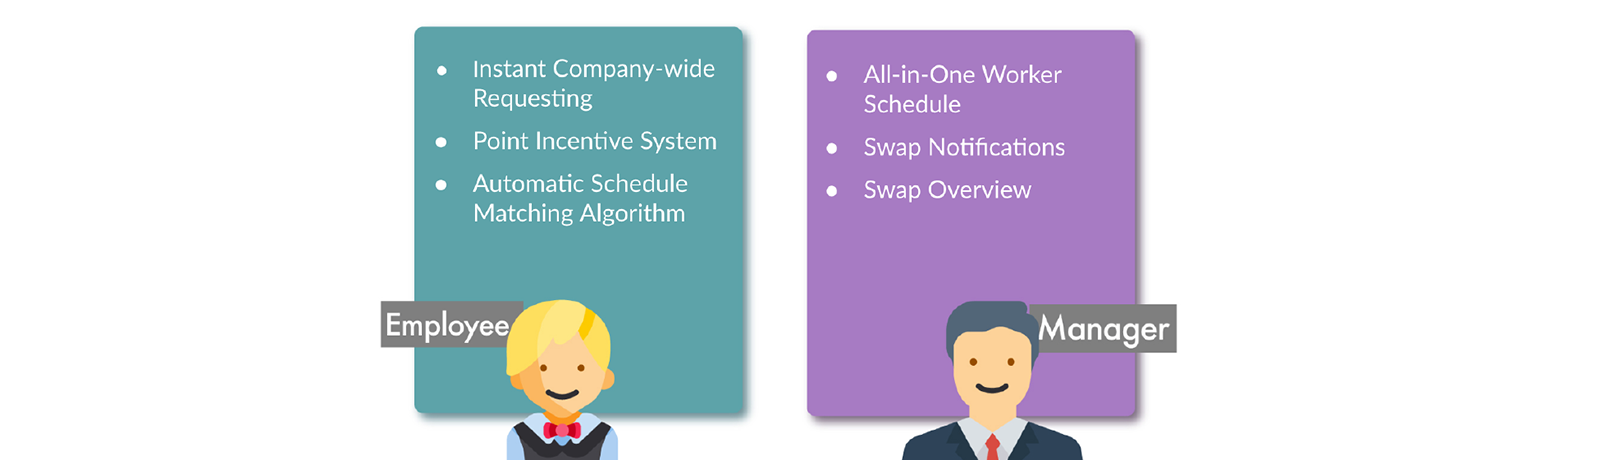 ● Instant Company-wide
Requesting
● Point Incentive System
● Automatic Schedule
Matching Algorithm
Employee
● All-in-One Worker
Schedule
● Swap Notifications
● Swap Overview
Manager